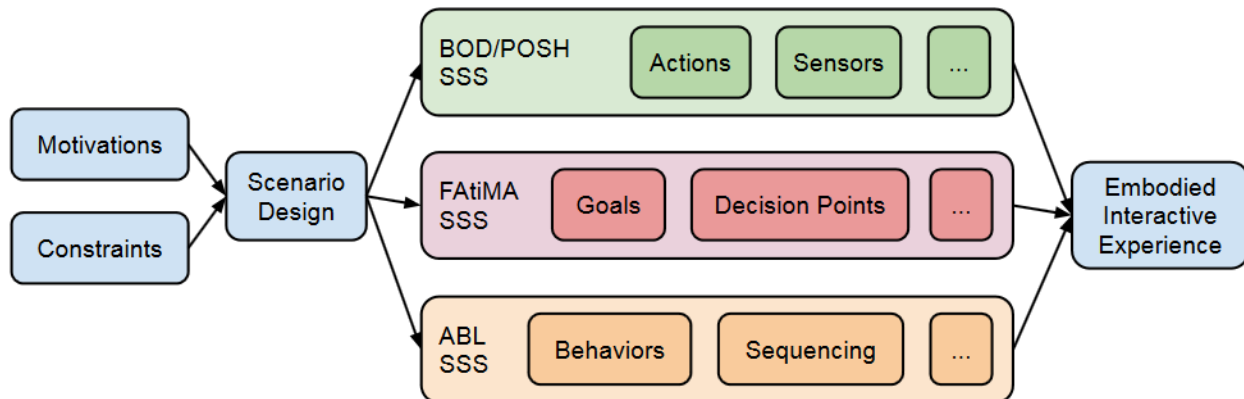 Motivations
Constraints
Scenario
Design
BOD/POSH
SSS
Actions
Sensors
...
FAtiMA
SSS
Goals
Decision Points
...
ABL
SSS
Behaviors
Sequencing
...
Embodied
Interactive
Experience